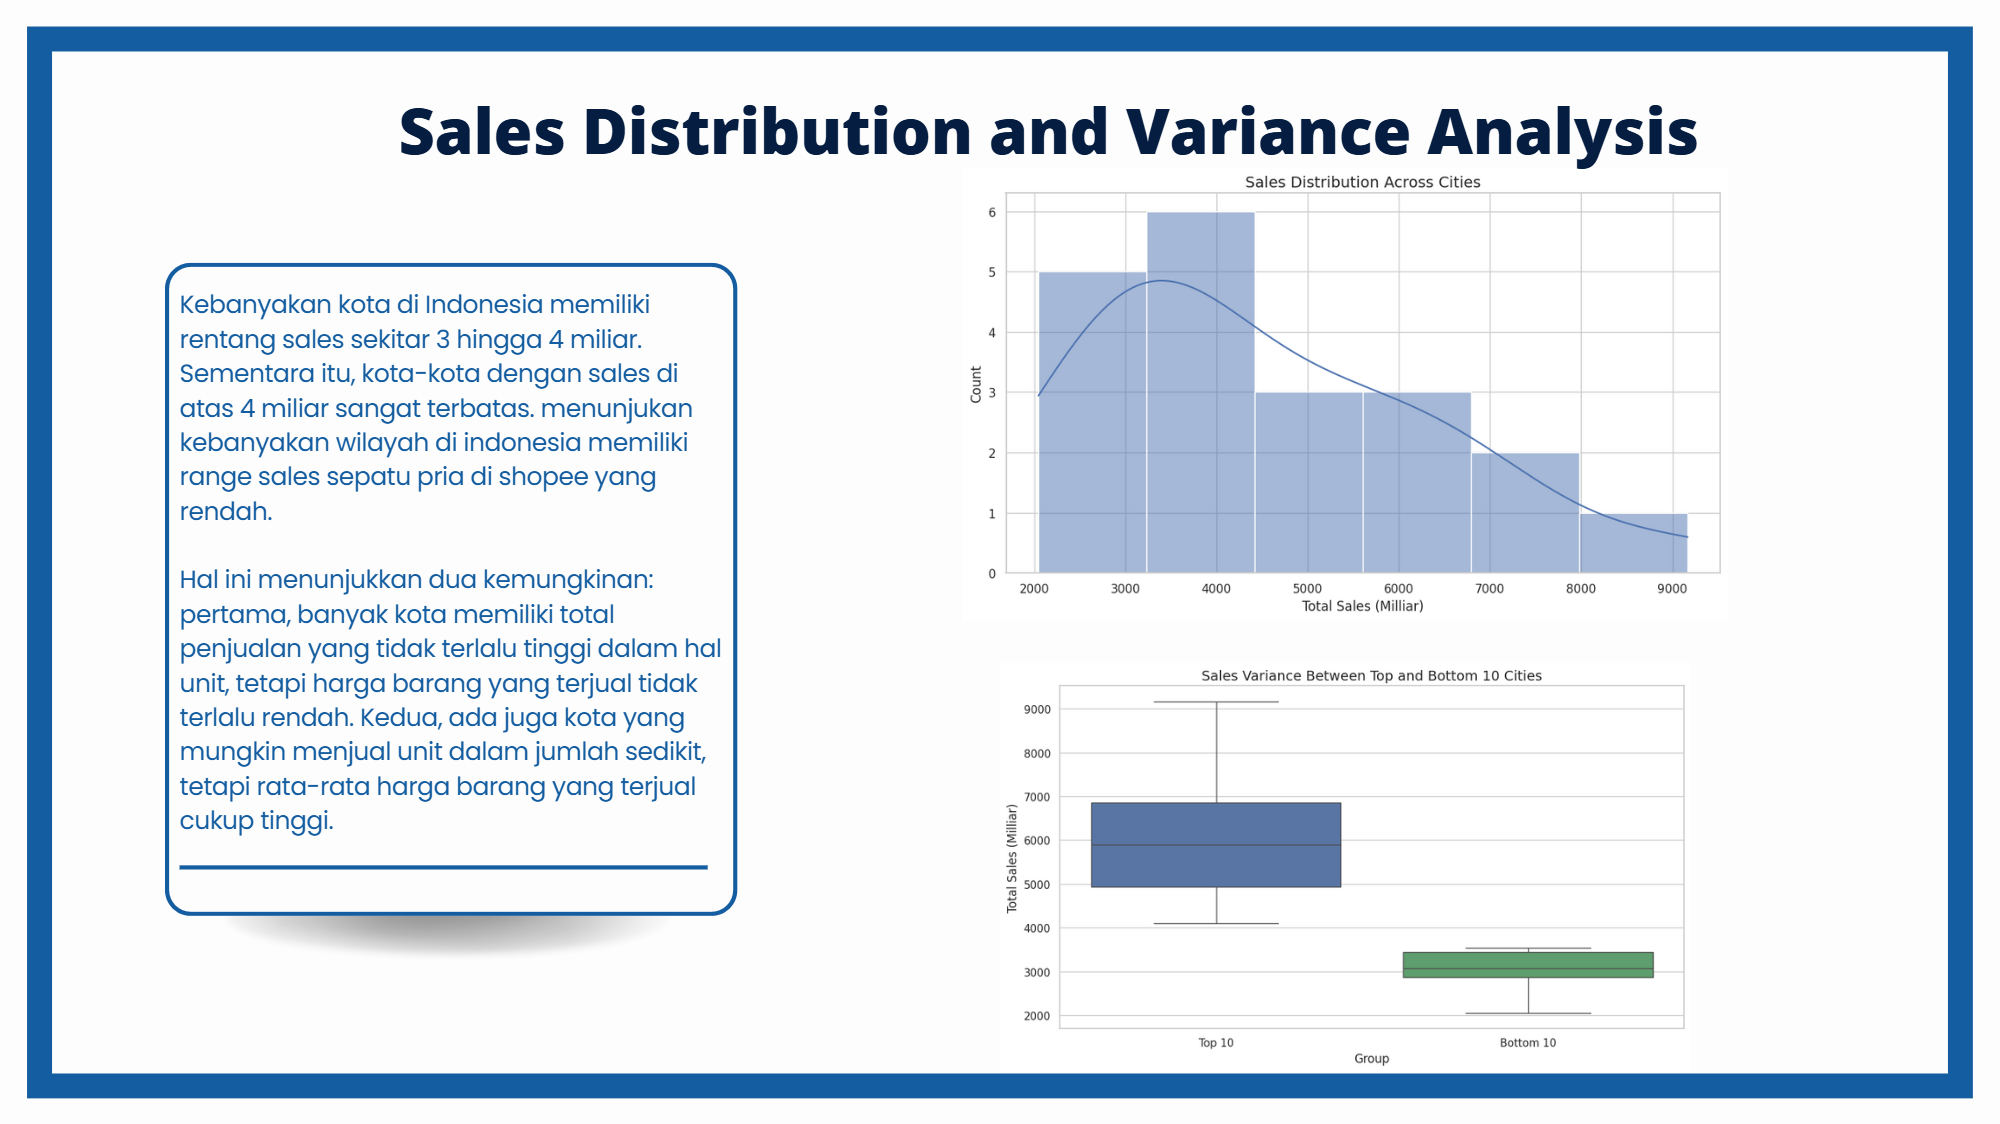 Sales Distribution and Variance Analysis
Kebanyakan kota di Indonesia memiliki
rentang sales sekitar 3 hingga 4 miliar.
Sementara itu, kota-kota dengan sales di
atas 4 miliar sangat terbatas. menunjukan
kebanyakan wilayah di indonesia memiliki
range sales sepatu pria di shopee yang
rendah.
Hal ini menunjukkan dua kemungkinan:
pertama, banyak kota memiliki total
penjualan yang tidak terlalu tinggi dalam hal
unit, tetapi harga barang yang terjual tidak
terlalu rendah. Kedua, ada juga kota yang
mungkin menjual unit dalam jumlah sedikit,
tetapi rata-rata harga barang yang terjual
cukup tinggi.
Sales Distribution Across Cities
Count
6
5
4
3
2
1
0
2000 3000 4000 5000 6000 7000 8000 9000
Total Sales (Milliar)
Sales Variance Between Top and Bottom 10 Cities
Total Sales (Milliar)
9000
8000
7000
6000
5000
4000
3000
2000
Top 10 Bottom 10
Group